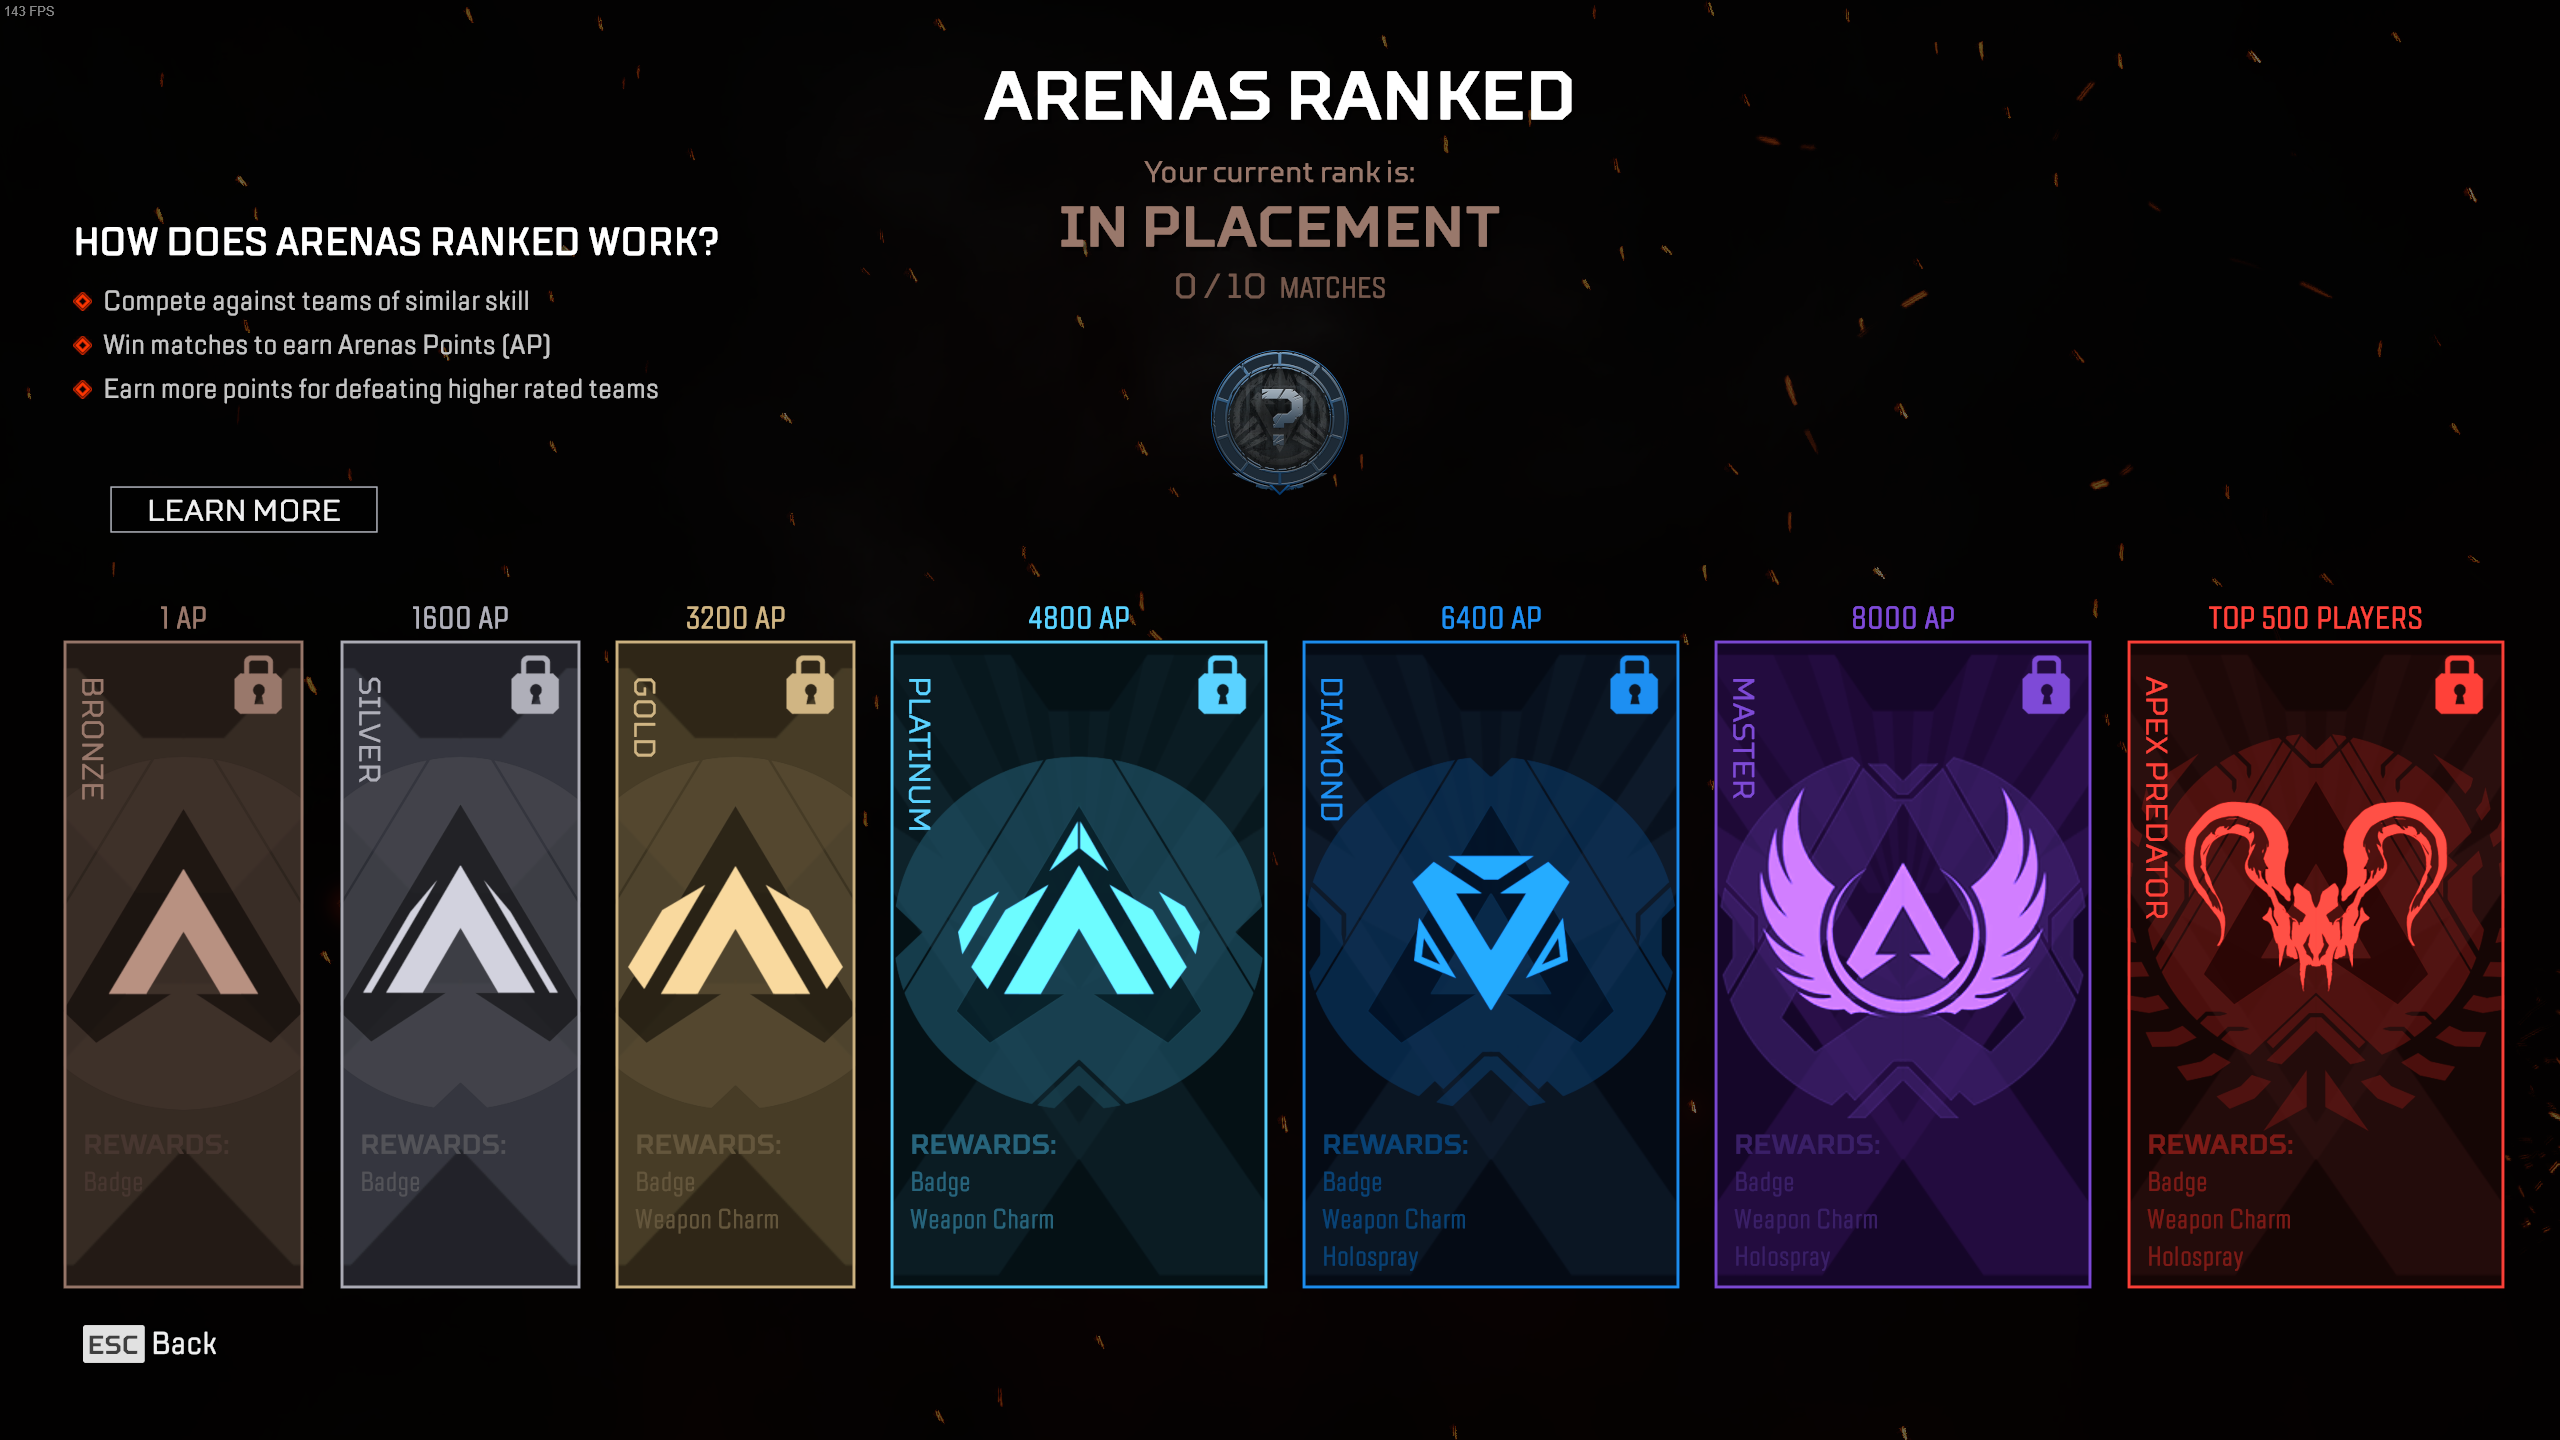 143 FPS
ARENAS RANKED
Your current rank is:
IN PLACEMENT
0 / 10 MATCHES
HOW DOES ARENAS RANKED WORK?
Compete against teams of similar skill
Win matches to earn Arenas Points (AP)
Earn more points for defeating higher rated teams
LEARN MORE
1 AP
BRONZE
REWARDS:
Badge
1600 AP
SILVER
REWARDS:
Badge
3200 AP
GOLD
REWARDS:
Badge
Weapon Charm
4800 AP
PLATINUM
REWARDS:
Badge
Weapon Charm
6400 AP
DIAMOND
REWARDS:
Badge
Weapon Charm
Holospray
8000 AP
MASTER
REWARDS:
Badge
Weapon Charm
Holospray
TOP 500 PLAYERS
APEX PREDATOR
REWARDS:
Badge
Weapon Charm
Holospray
ESC Back